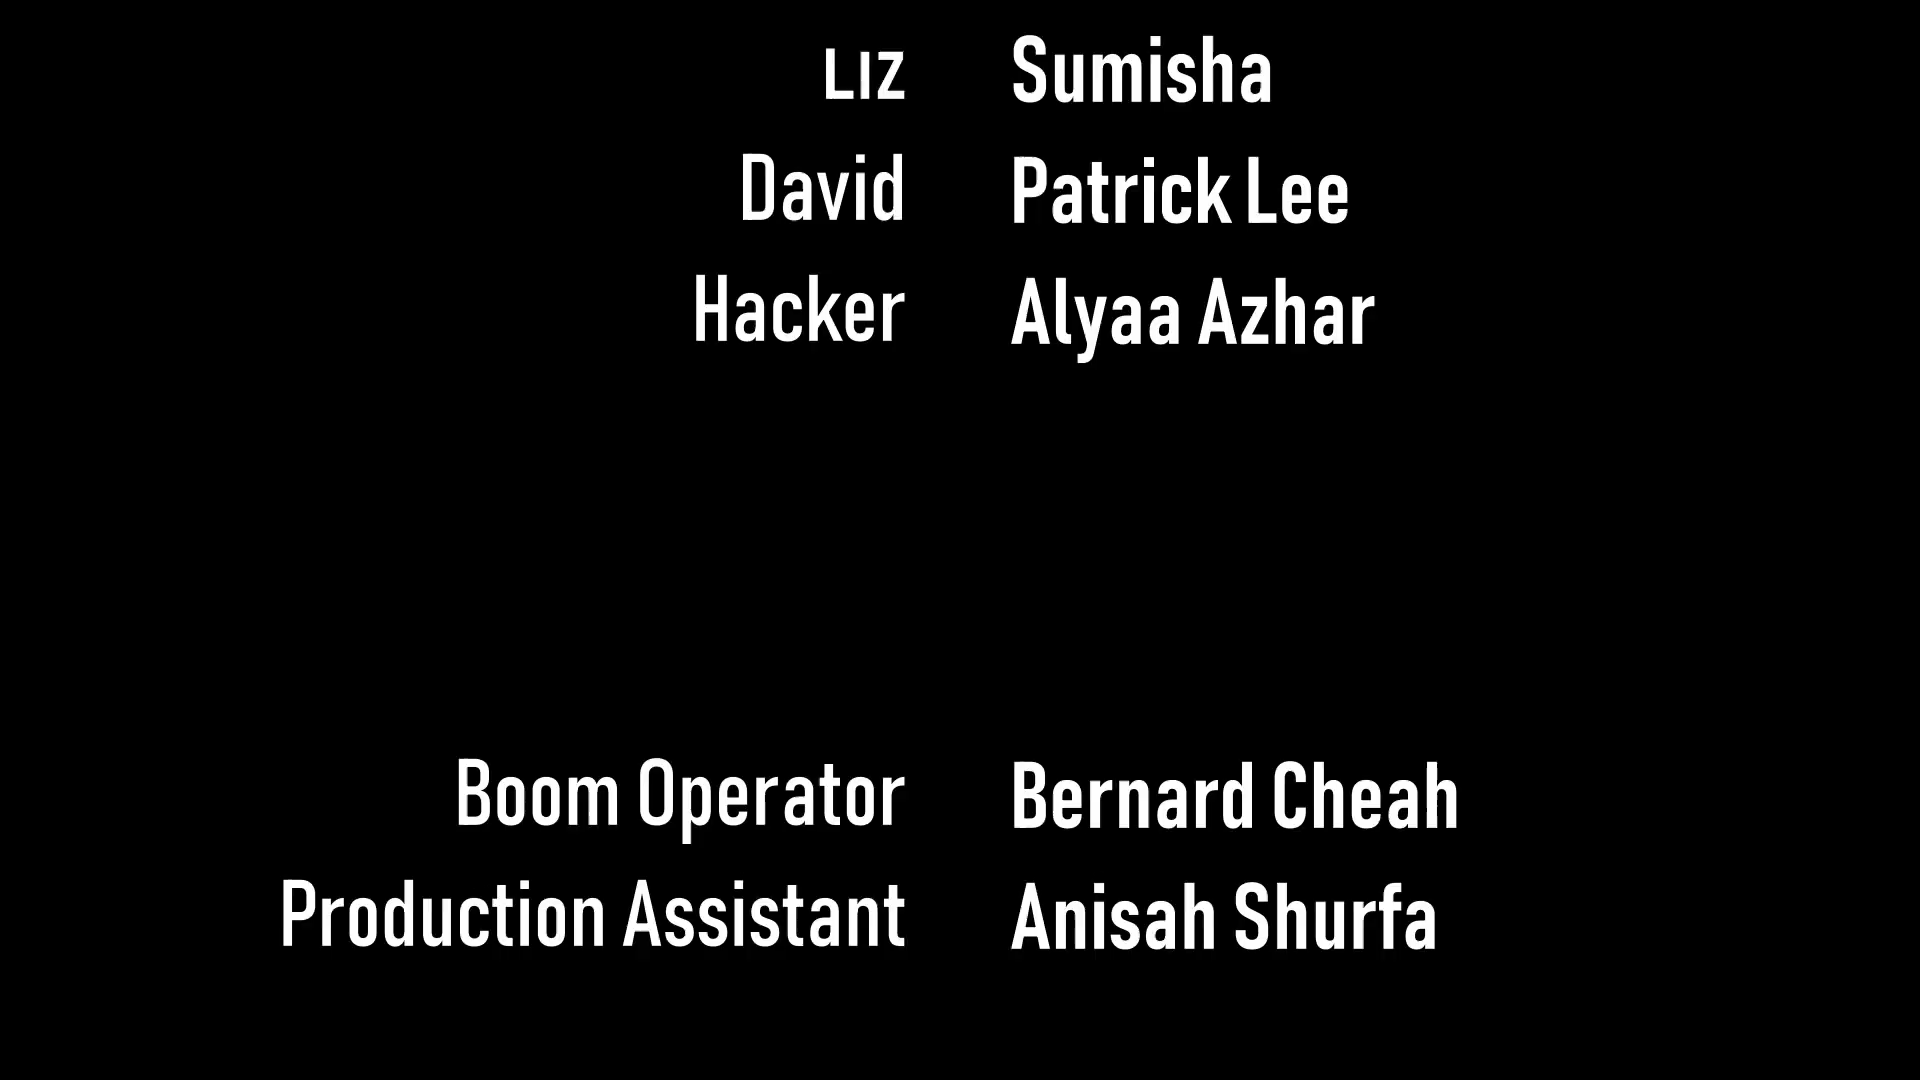 Liz Sumisha
David Patrick Lee
Hacker Alyaa Azhar
Boom Operator Bernard Cheah
Production Assistant Anisah Shurfa